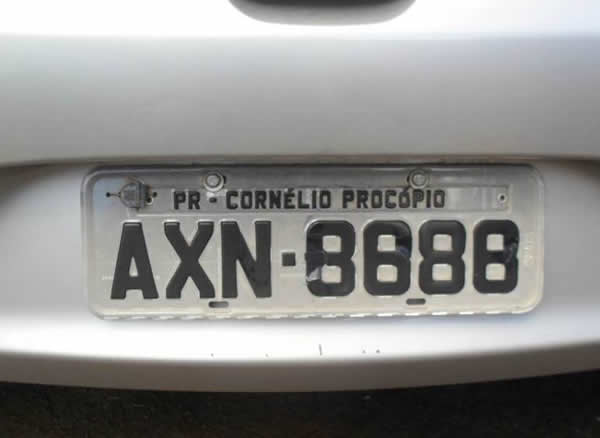 PR - CORNÉLIO PROCÓPIO
AXN-8688